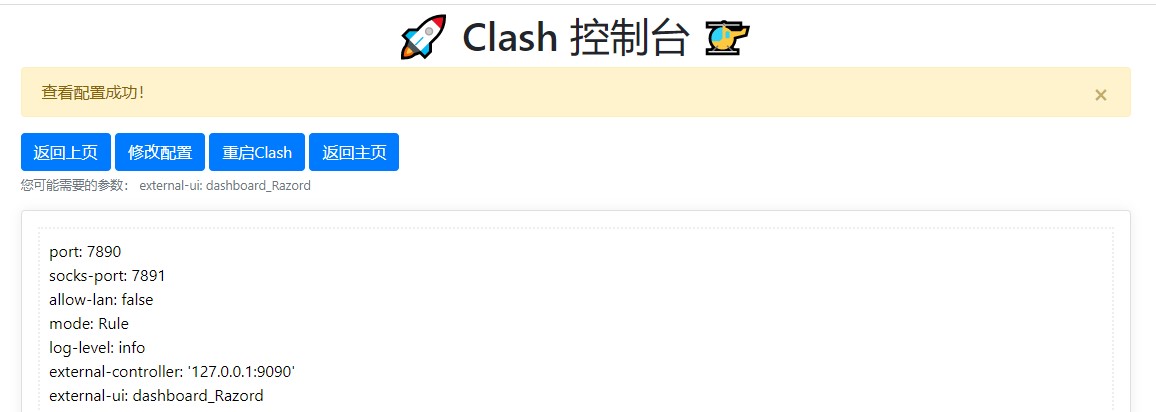 🚀 Clash 控制台 🚁
查看配置成功！
×
返回上页 修改配置 重启Clash 返回主页
您可能需要的参数： external-ui: dashboard_Razord
port: 7890
socks-port: 7891
allow-lan: false
mode: Rule
log-level: info
external-controller: '127.0.0.1:9090'
external-ui: dashboard_Razord